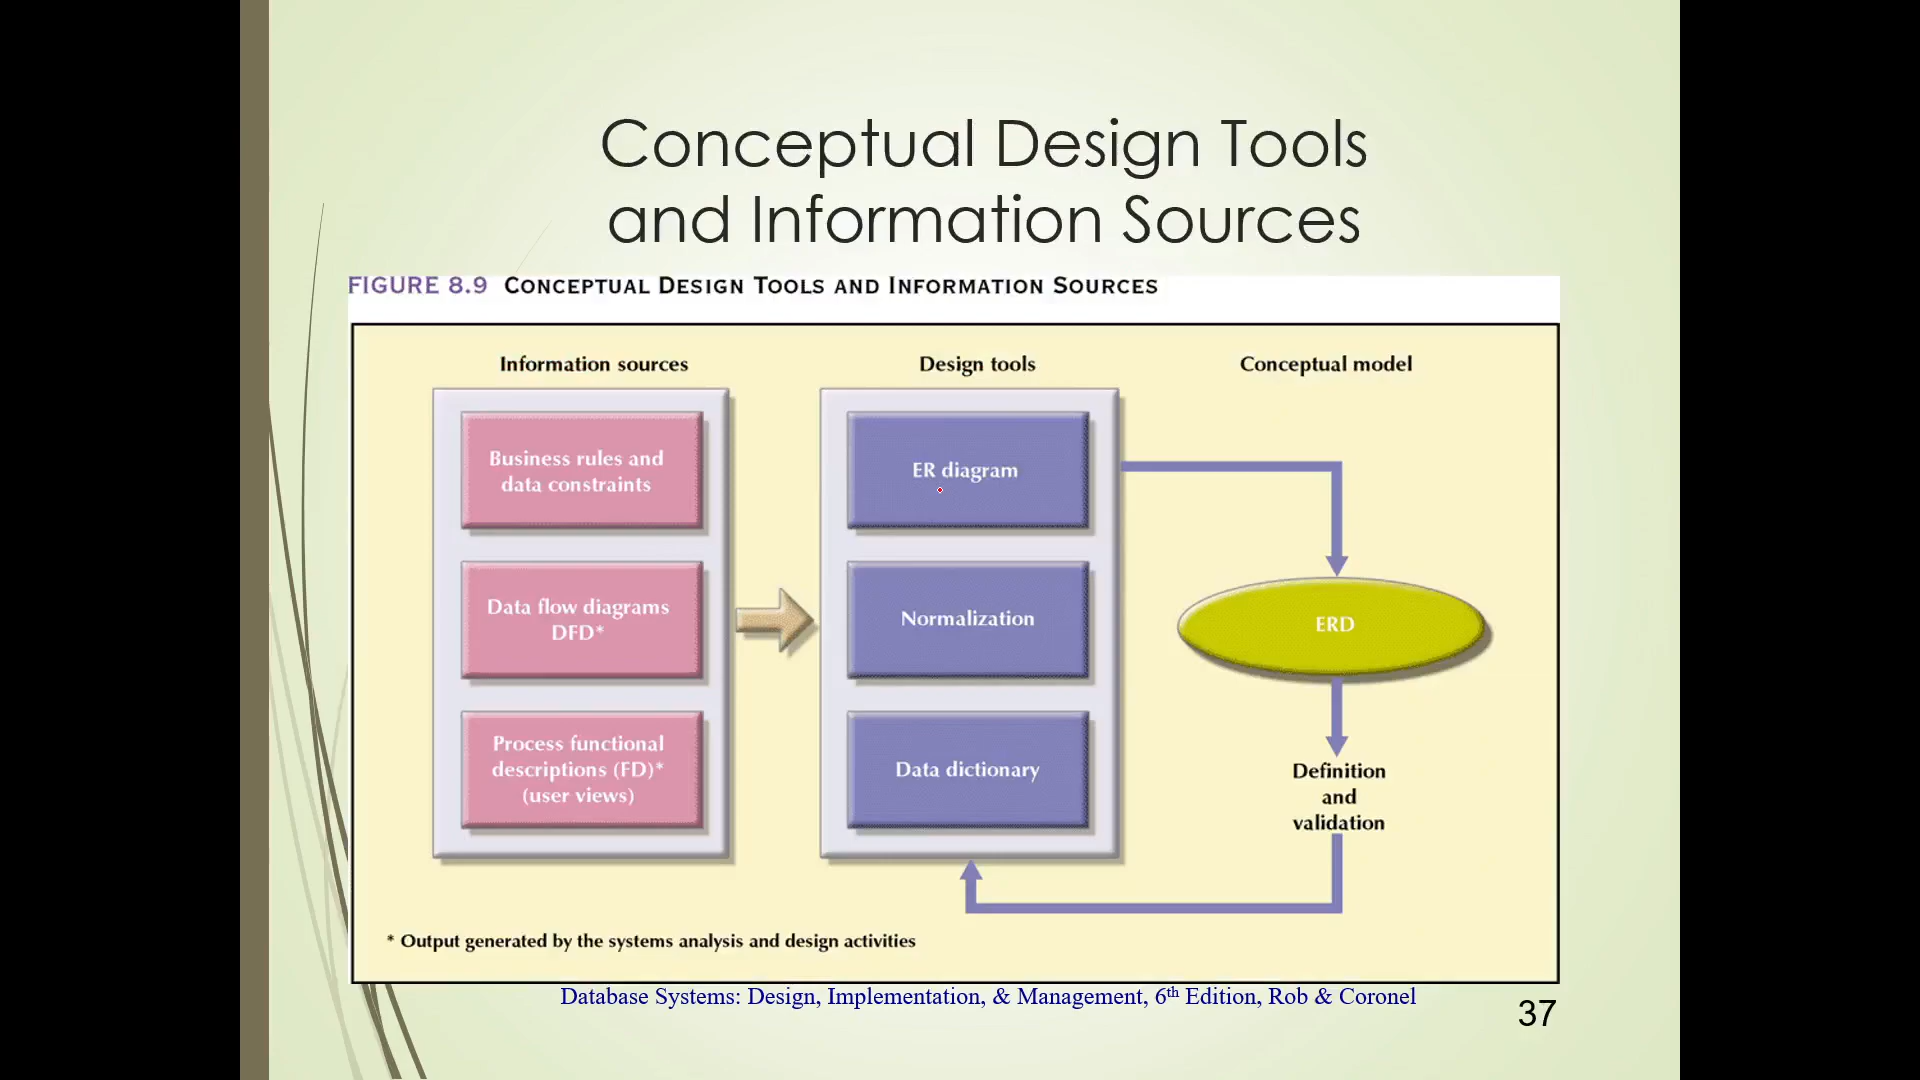 Conceptual Design Tools
and Information Sources
FIGURE 8.9 CONCEPTUAL DESIGN TOOLS AND INFORMATION SOURCES
Information sources
Business rules and
data constraints
Data flow diagrams
DFD*
Process functional
descriptions (FD)*
(user views)
Design tools
ER diagram
Normalization
Data dictionary
Conceptual model
ERD
Definition
and
validation
* Output generated by the systems analysis and design activities
Database Systems: Design, Implementation, & Management, 6th Edition, Rob & Coronel
37